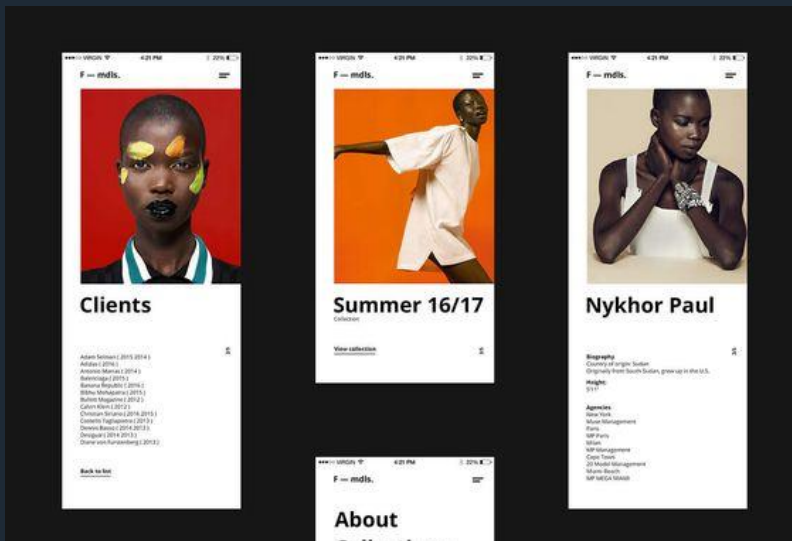 VIRGIN 4:21 PM 22%
F — mdls.
Clients
2/5
Adam Selman ( 2015 2014 )
Adidas ( 2016 )
Antonio Marras ( 2014 )
Balenciaga ( 2015 )
Banana Republic ( 2016 )
Bibhu Mohapatra ( 2015 )
Bullett Magazine ( 2012 )
Calvin Klein ( 2012 )
Christian Siriano ( 2016 2015 )
Costello Tagliapietra ( 2013 )
Dennis Basso ( 2014 2013 )
Desigual ( 2014 2013 )
Diane von Furstenberg ( 2013 )
Back to list
VIRGIN 4:21 PM 22%
F — mdls.
Summer 16/17
Collection
View collection
VIRGIN 4:21 PM 22%
F — mdls.
About
VIRGIN 4:21 PM 22%
F — mdls.
Nykhor Paul
Biography
Country of origin: Sudan
Originally from South Sudan, grew up in the U.S.
Height:
5'11"
Agencies
New York
Muse Management
Paris
MP Paris
Milan
MP Management
Cape Town
20 Model Management
Miami Beach
MP MEGA MIAMI